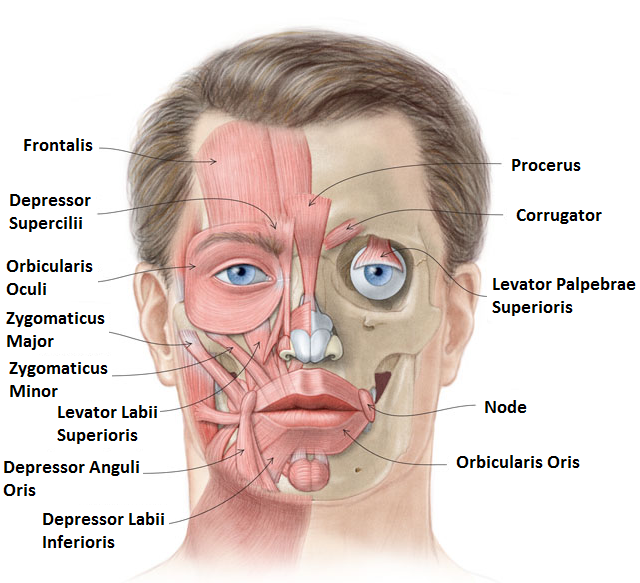 Frontalis
Depressor
Supercilii
Orbicularis
Oculi
Zygomaticus
Major
Zygomaticus
Minor
Levator Labii
Superioris
Depressor Anguli
Oris
Depressor Labii
Inferioris
Procerus
Corrugator
Levator Palpebrae
Superioris
Node
Orbicularis Oris